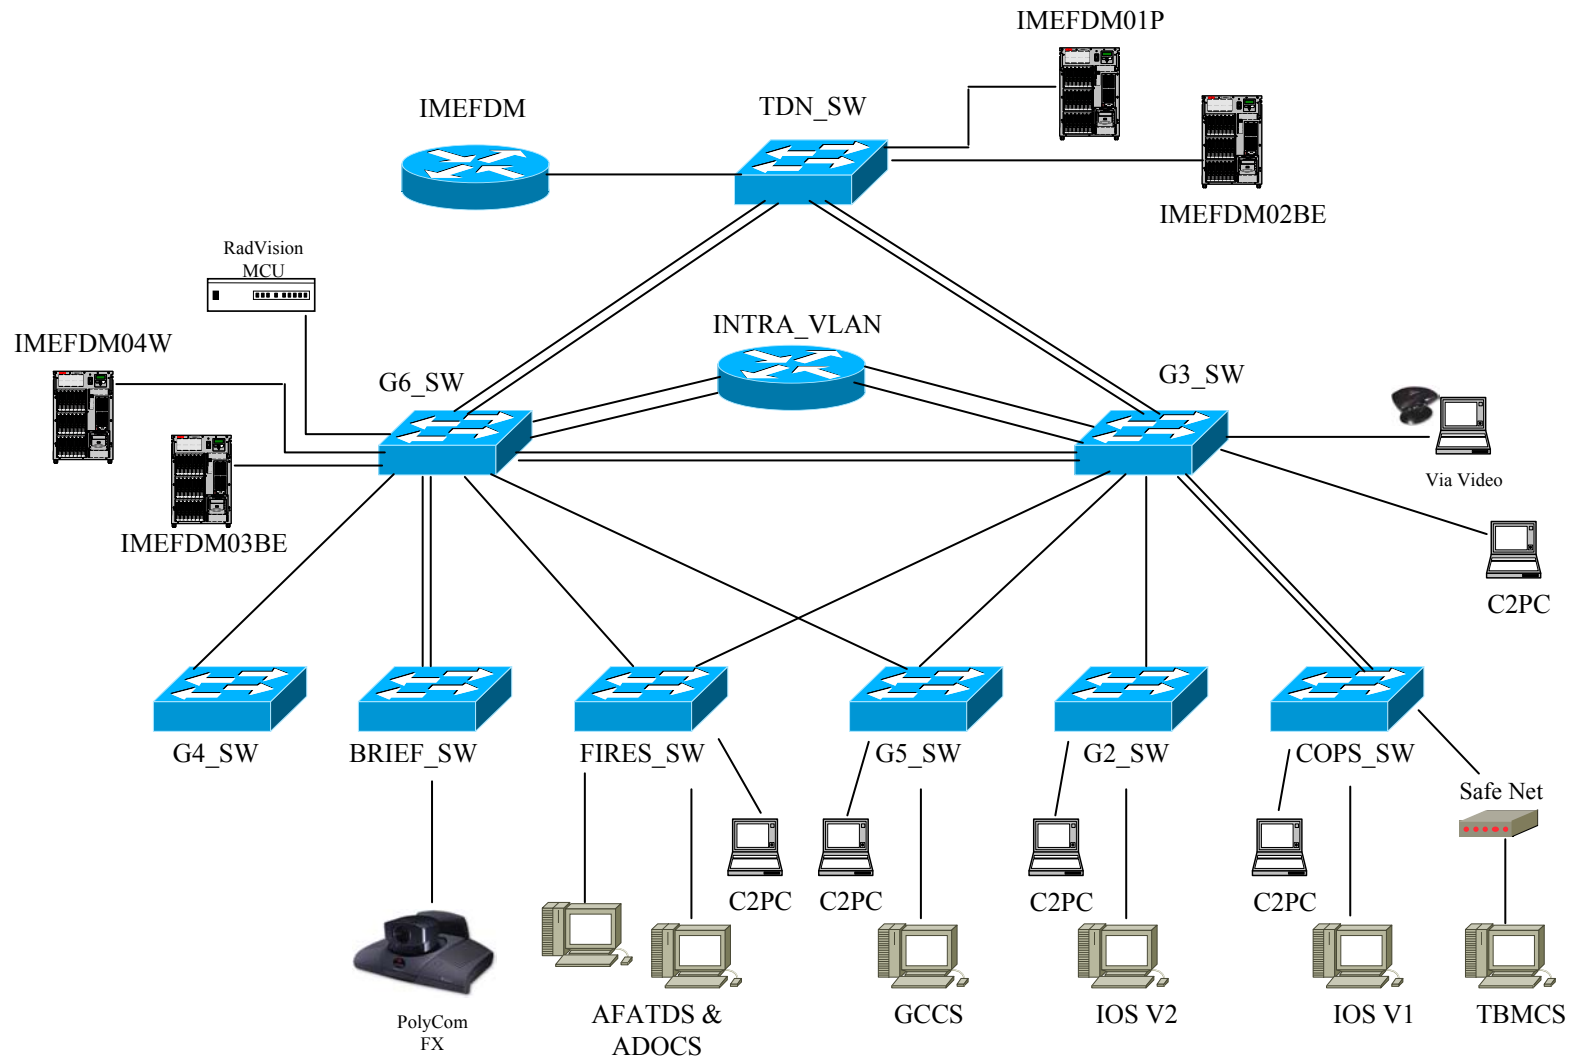 IMEFDM01P
IMEFDM
TDN_SW
IMEFDM02BE
RadVision
MCU
INTRA_VLAN
IMEFDM04W
G6_SW
G3_SW
Via Video
IMEFDM03BE
C2PC
G4_SW
BRIEF_SW
FIRES_SW
G5_SW
G2_SW
COPS_SW
Safe Net
C2PC
C2PC
C2PC
C2PC
PolyCom
FX
AFATDS &
ADOCS
GCCS
IOS V2
IOS V1
TBMCS